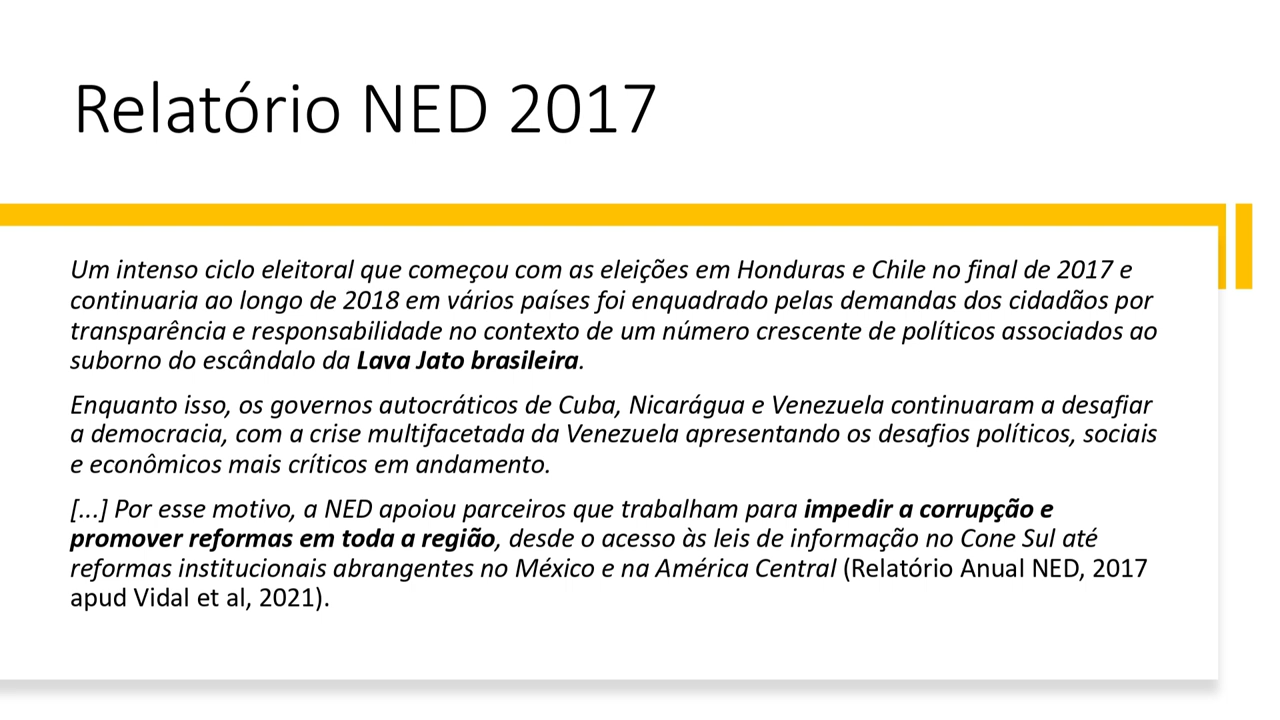 Relatório NED 2017
Um intenso ciclo eleitoral que começou com as eleições em Honduras e Chile no final de 2017 e
continuaria ao longo de 2018 em vários países foi enquadrado pelas demandas dos cidadãos por
transparência e responsabilidade no contexto de um número crescente de políticos associados ao
suborno do escândalo da Lava Jato brasileira.
Enquanto isso, os governos autocráticos de Cuba, Nicarágua e Venezuela continuaram a desafiar
a democracia, com a crise multifacetada da Venezuela apresentando os desafios políticos, sociais
e econômicos mais críticos em andamento.
[...] Por esse motivo, a NED apoiou parceiros que trabalham para impedir a corrupção e
promover reformas em toda a região, desde o acesso às leis de informação no Cone Sul até
reformas institucionais abrangentes no México e na América Central (Relatório Anual NED, 2017
apud Vidal et al, 2021).